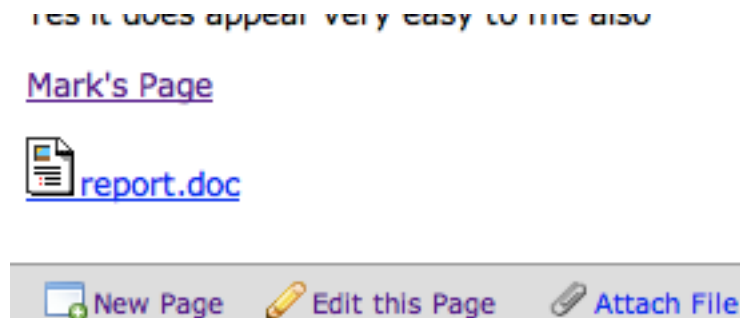 Yes it does appear very easy to me also
Mark's Page
report.doc
New Page Edit this Page Attach File